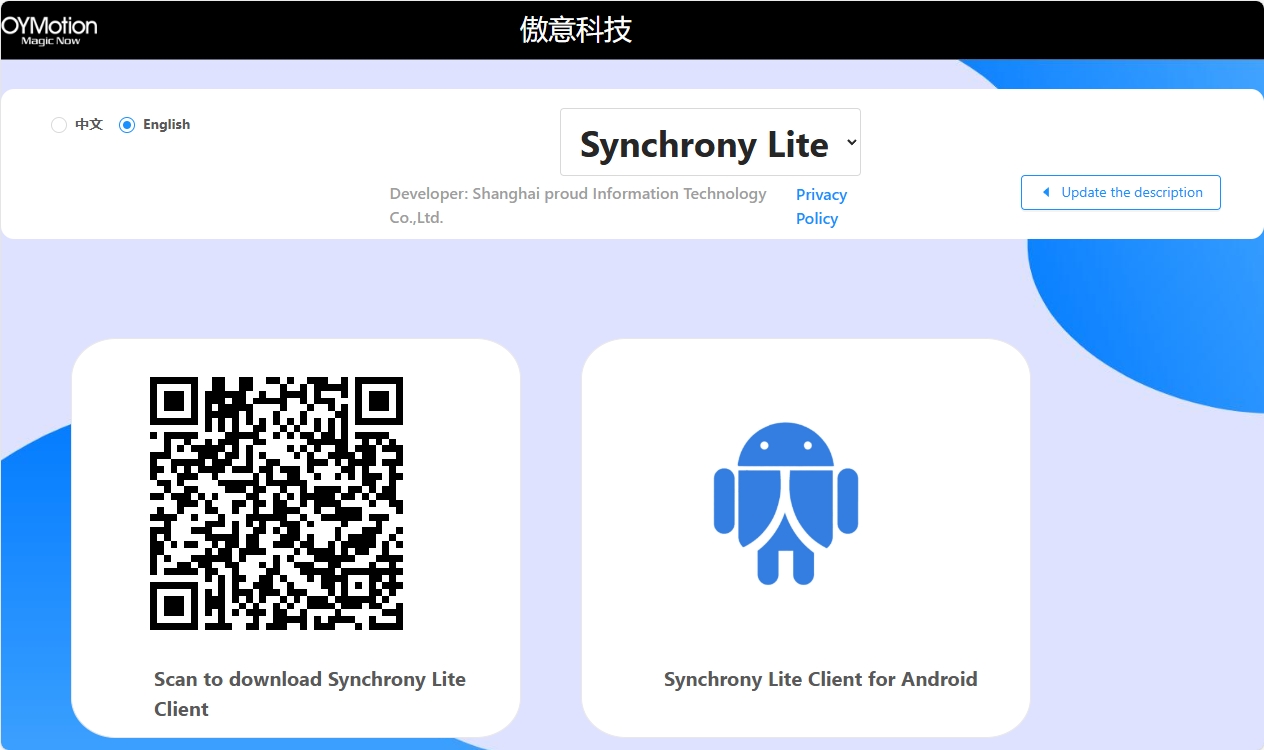 OYMotion
Magic Now
傲意科技
中文
English
Synchrony Lite
Developer: Shanghai proud Information Technology
Co.,Ltd.
Privacy
Policy
Update the description
Scan to download Synchrony Lite
Client
Synchrony Lite Client for Android